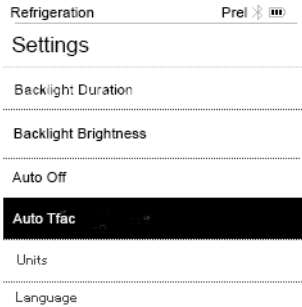 Refrigeration Prel
Settings
Backlight Duration
Backlight Brightness
Auto Off
Auto Tfac
Units
Language